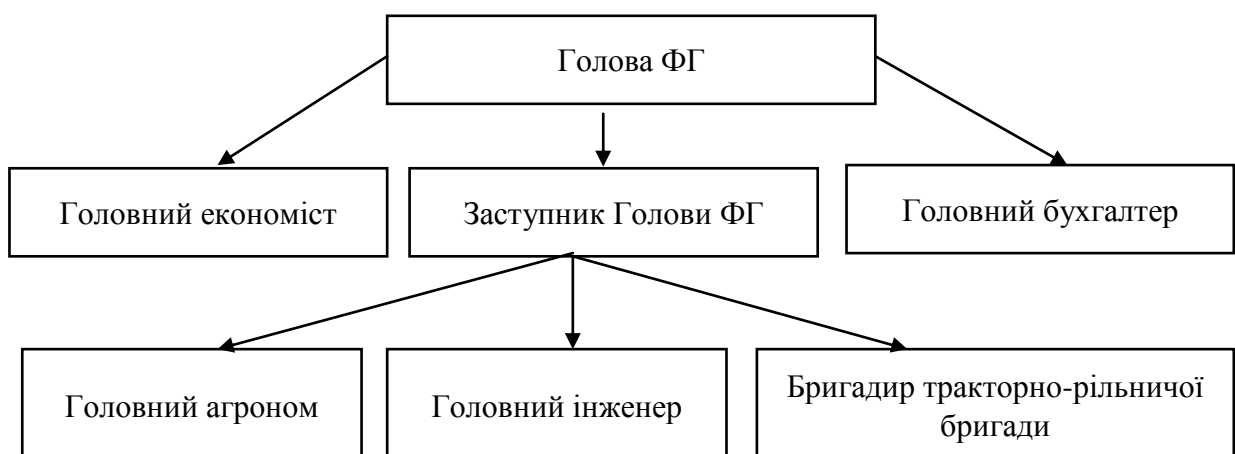 Голова ФГ
Головний економіст
Заступник Голови ФГ
Головний бухгалтер
Головний агроном
Головний інженер
Бригадир тракторно-рільничої
бригади